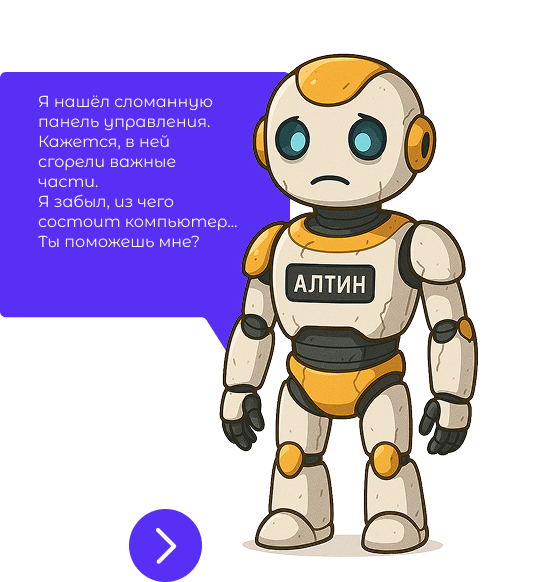 Я нашёл сломанную
панель управления.
Кажется, в ней
сгорели важные
части.
Я забыл, из чего
состоит компьютер...
Ты поможешь мне?
АЛТИН